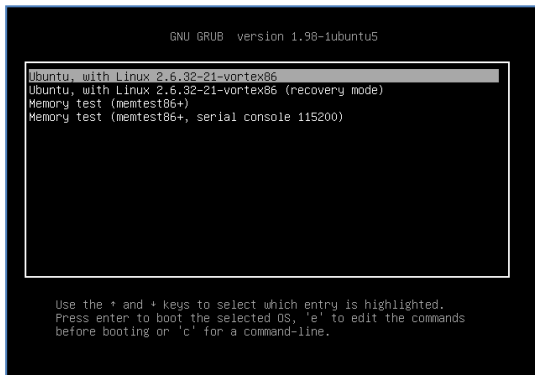 GNU GRUB  version 1.98-1ubuntu5
Ubuntu, with Linux 2.6.32-21-vortex86
Ubuntu, with Linux 2.6.32-21-vortex86 (recovery mode)
Memory test (memtest86+)
Memory test (memtest86+, serial console 115200)
Use the ↑ and ↓ keys to select which entry is highlighted.
Press enter to boot the selected OS, 'e' to edit the commands
before booting or 'c' for a command-line.